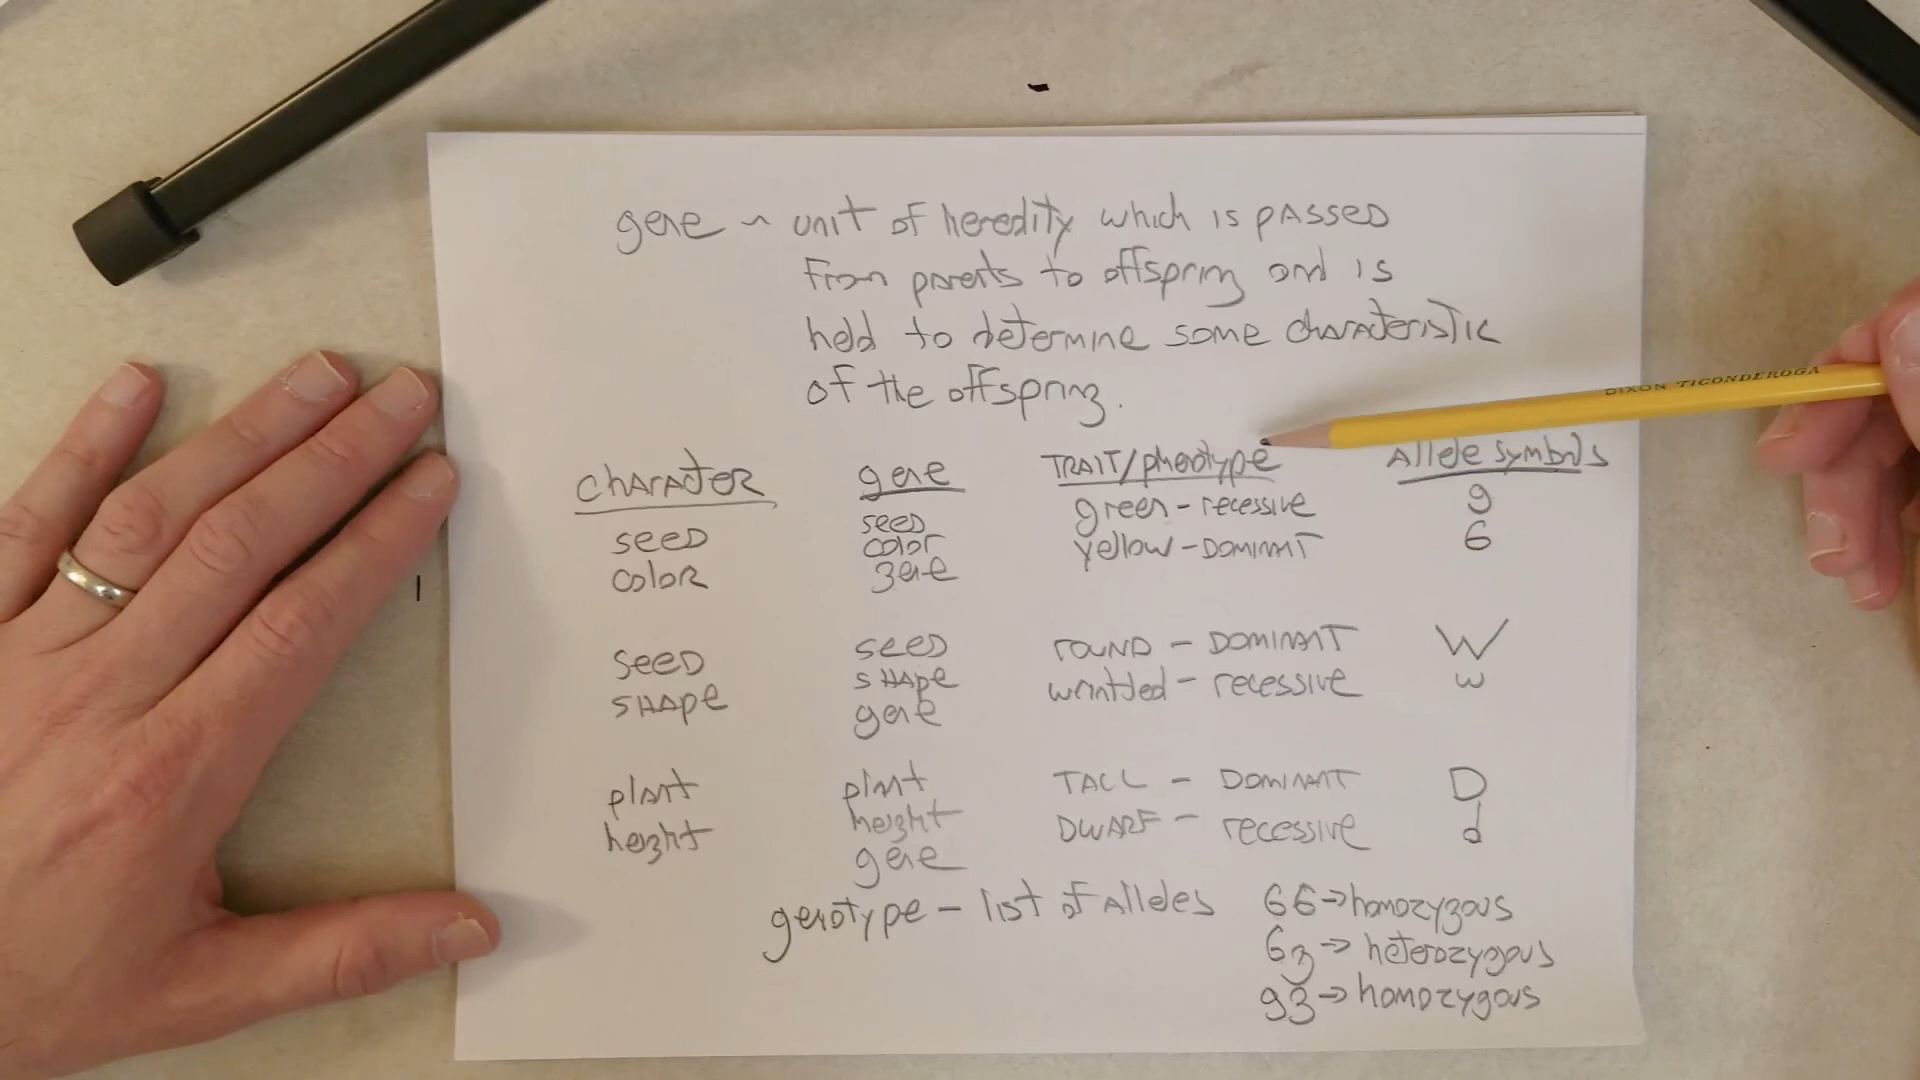 gene ~ unit of heredity which is PASSED
from parents to offspring and is
held to determine some characteristic
of the offspring.
DIXON TICONDEROGA
character gene TRAIT/phenotype Allele symbols
seed color
seed color gene
green - recessive g
yellow - DOMINANT G
seed SHAPE
seed SHAPE gene
ROUND - DOMINANT W
wrinkled - recessive w
plant height
plant height gene
TALL - DOMINANT D
DWARF - recessive d
genotype - list of Alleles
GG → homozygous
Gg → heterozygous
gg → homozygous